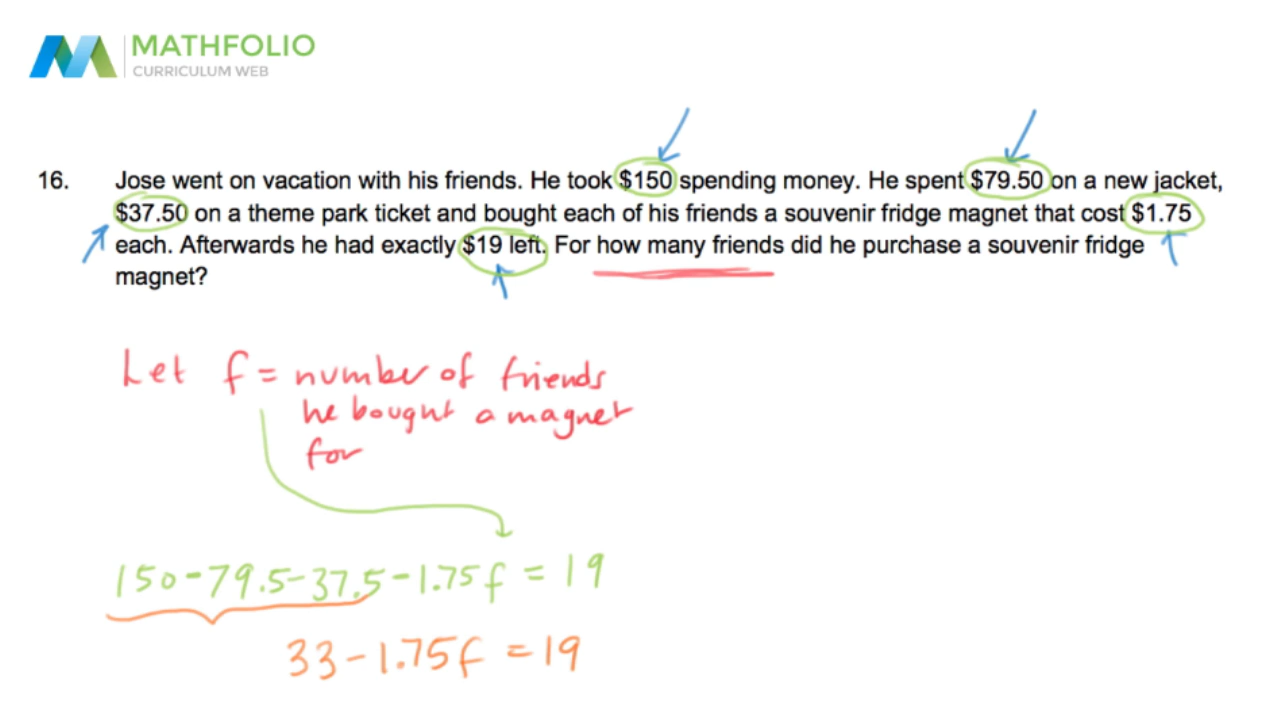 MATHFOLIO
CURRICULUM WEB
16. Jose went on vacation with his friends. He took $150 spending money. He spent $79.50 on a new jacket,
$37.50 on a theme park ticket and bought each of his friends a souvenir fridge magnet that cost $1.75
each. Afterwards he had exactly $19 left. For how many friends did he purchase a souvenir fridge
magnet?
Let f = number of friends
he bought a magnet
for
150-79.5-37.5-1.75f = 19
33-1.75f = 19